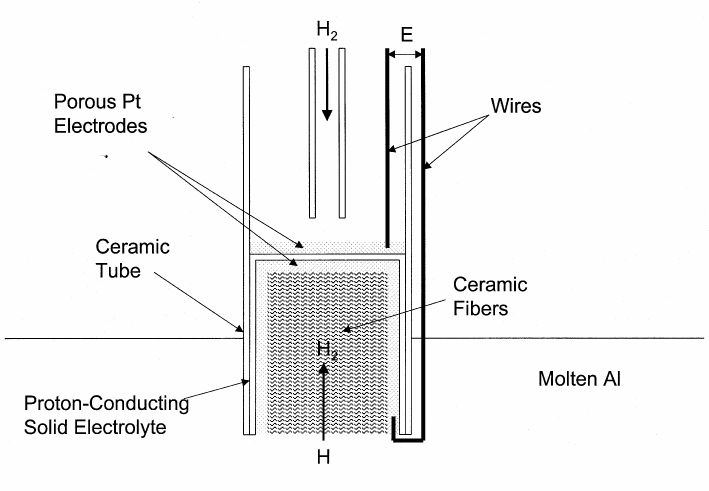 H₂
E
Porous Pt
Electrodes
Wires
Ceramic
Tube
Ceramic
Fibers
H₂
Molten Al
Proton-Conducting
Solid Electrolyte
H